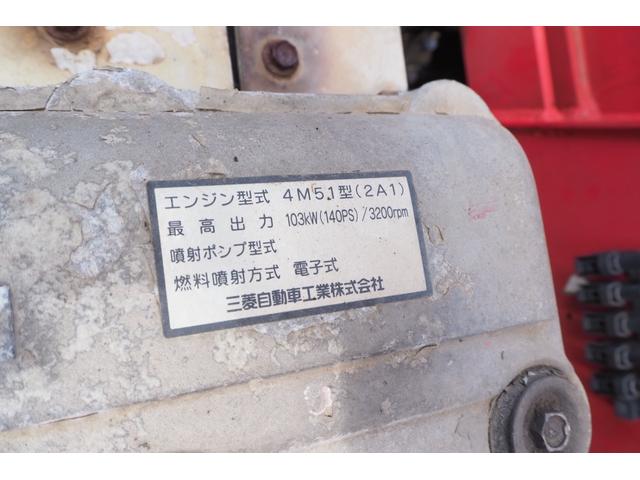 エンジン型式 4M51型(2A1)
最高出力 103kW(140PS)/3200rpm
噴射ポンプ型式
燃料噴射方式 電子式
三菱自動車工業株式会社